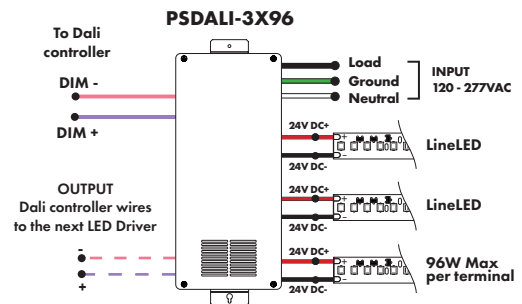 PSDALI-3X96
To Dali
controller
DIM -
DIM +
OUTPUT
Dali controller wires
to the next LED Driver
-
+
Load
Ground
Neutral
INPUT
120 - 277VAC
24V DC+
+
-
24V DC-
LineLED
24V DC+
+
-
24V DC-
LineLED
24V DC+
+
-
24V DC-
96W Max
per terminal